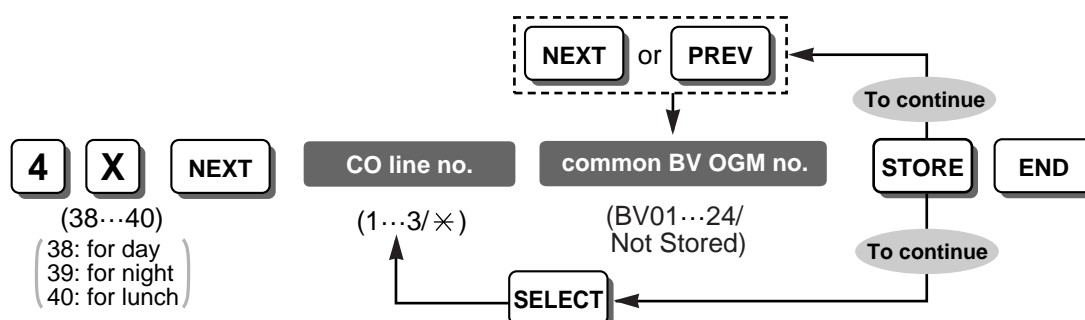 NEXT or PREV
To continue
4 X NEXT CO line no. common BV OGM no. STORE END
(38···40)
38: for day
39: for night
40: for lunch
(1···3/✳)
(BV01···24/
Not Stored)
To continue
SELECT